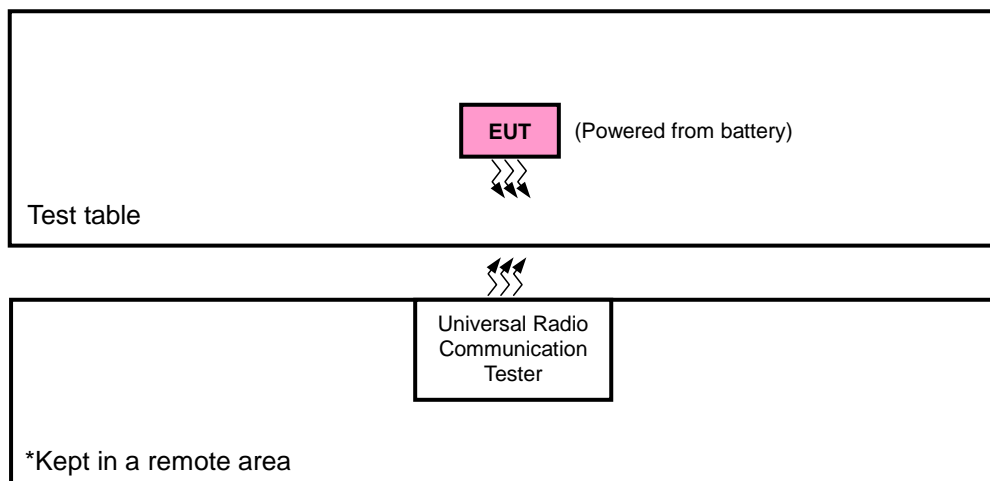 EUT
(Powered from battery)
Test table
Universal Radio
Communication
Tester
*Kept in a remote area